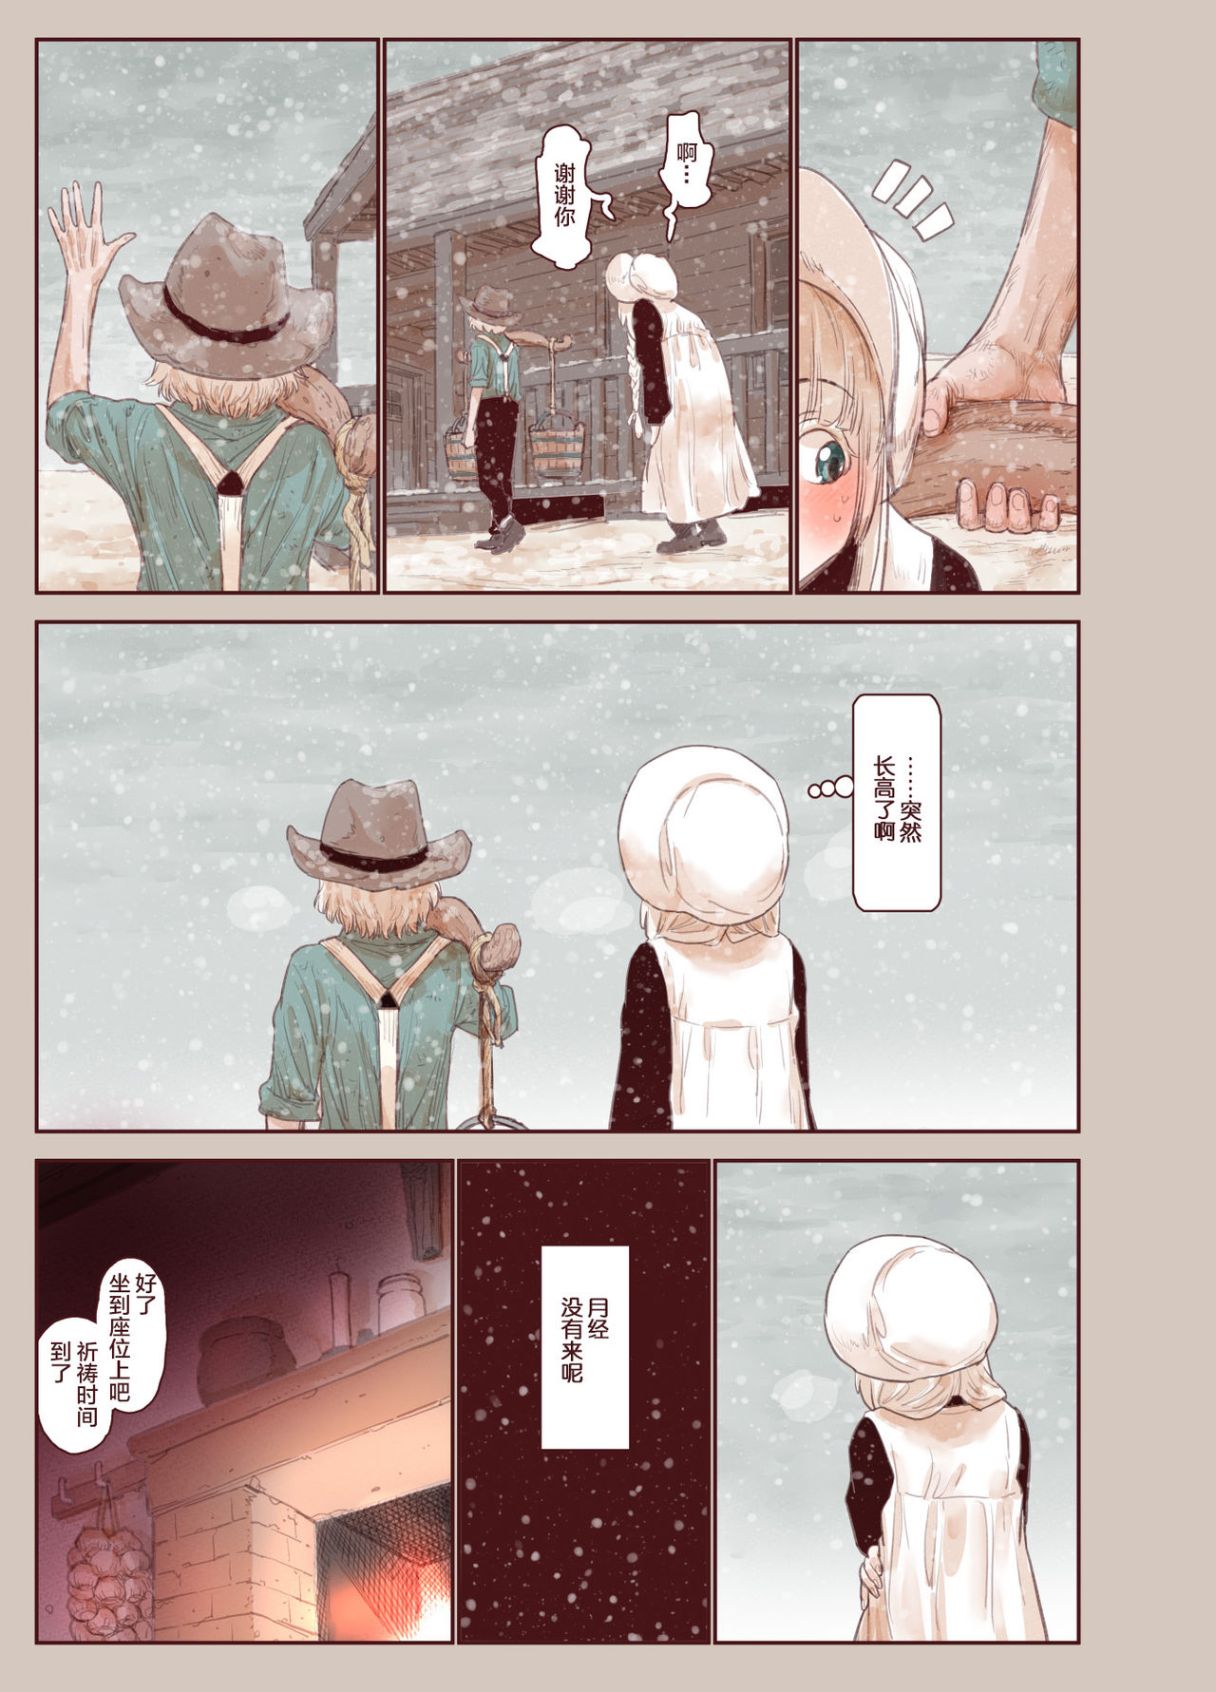 啊…
谢谢你
……突然
长高了啊
月经
没有来呢
好了
坐到座位上吧
祈祷时间
到了